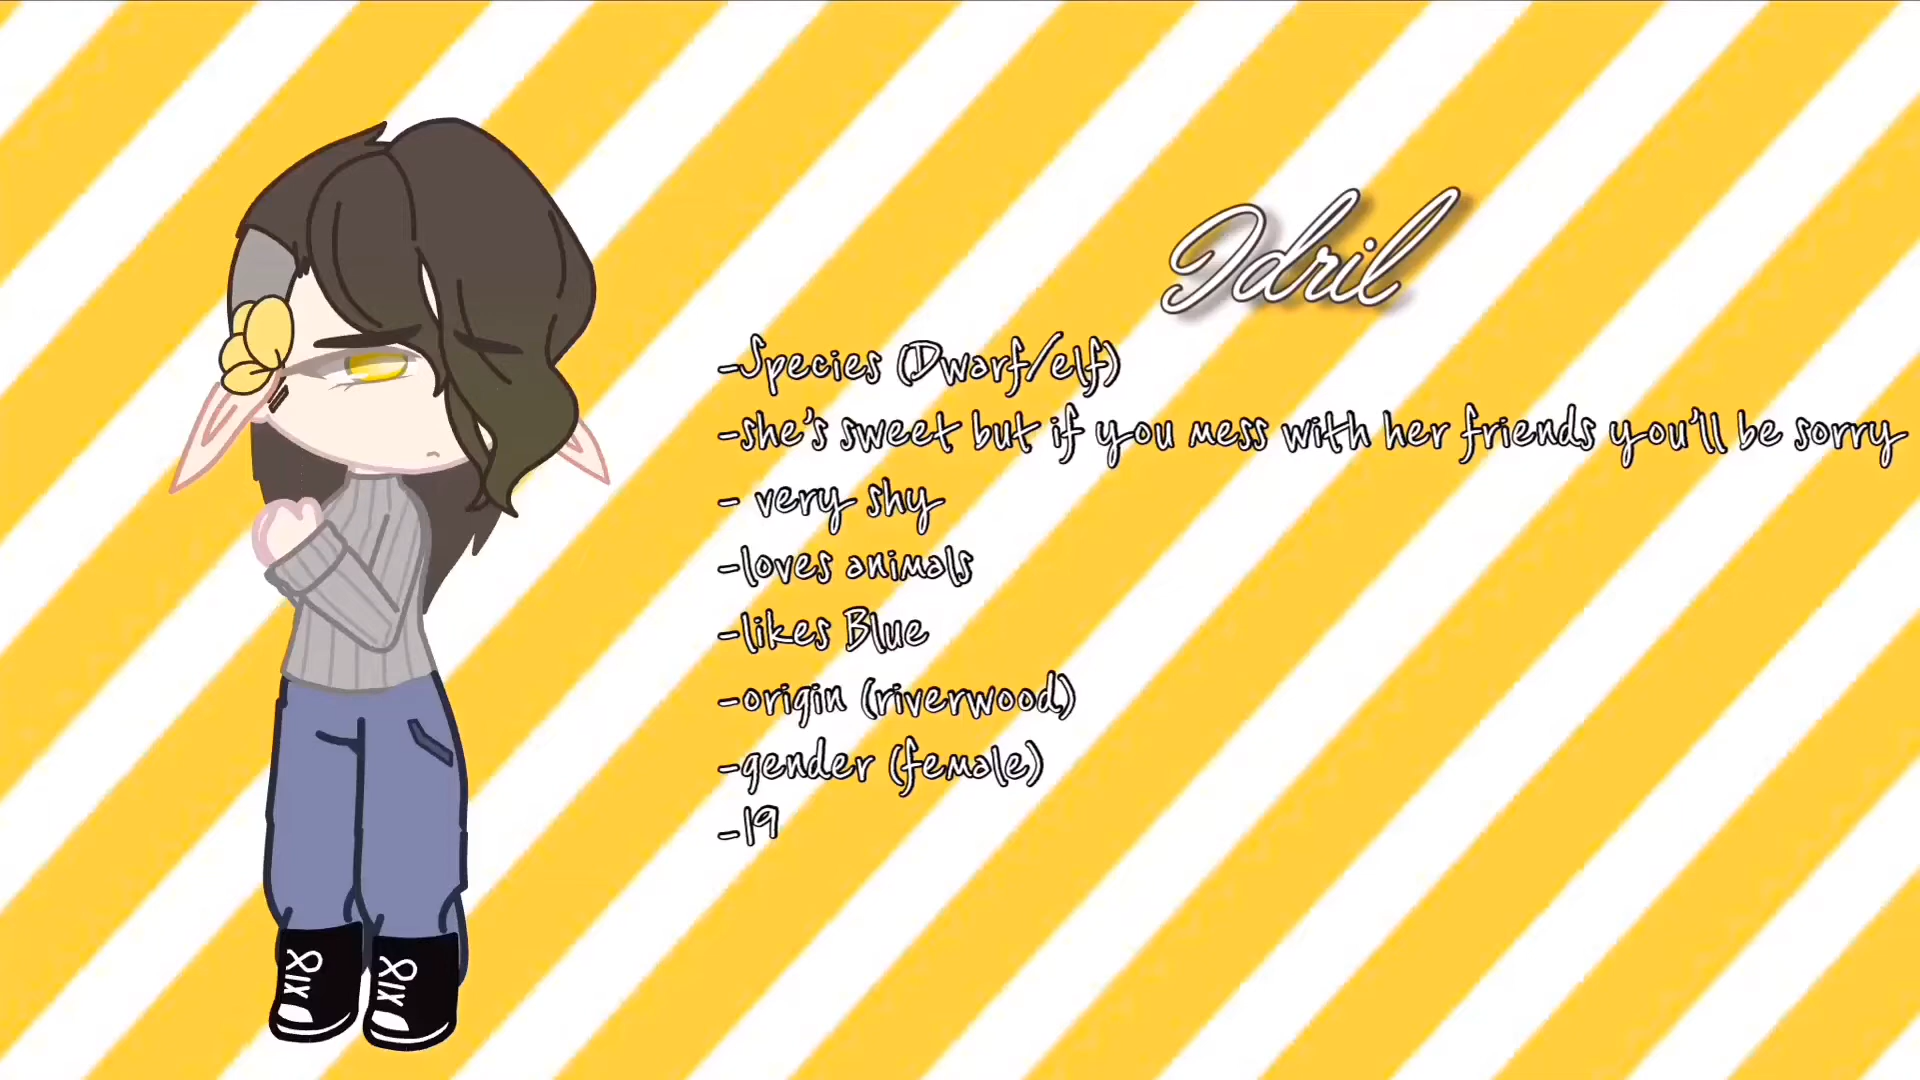 Idril
-Species (Dwarf/elf)
-she's sweet but if you mess with her friends you'll be sorry
- very shy
-loves animals
-likes Blue
-origin (riverwood)
-gender (female)
-19